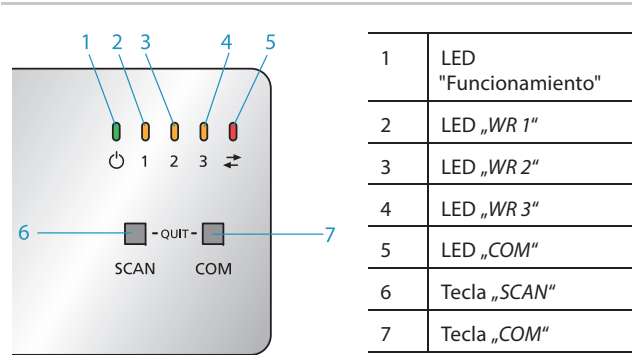 1 2 3 4 5
1 2 3
6
- QUIT -
7
SCAN COM
1 LED
"Funcionamiento"
2 LED „WR 1“
3 LED „WR 2“
4 LED „WR 3“
5 LED „COM“
6 Tecla „SCAN“
7 Tecla „COM“